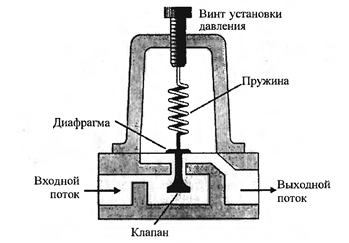 Винт установки
давления
Пружина
Диафрагма
Входной
поток
Выходной
поток
Клапан